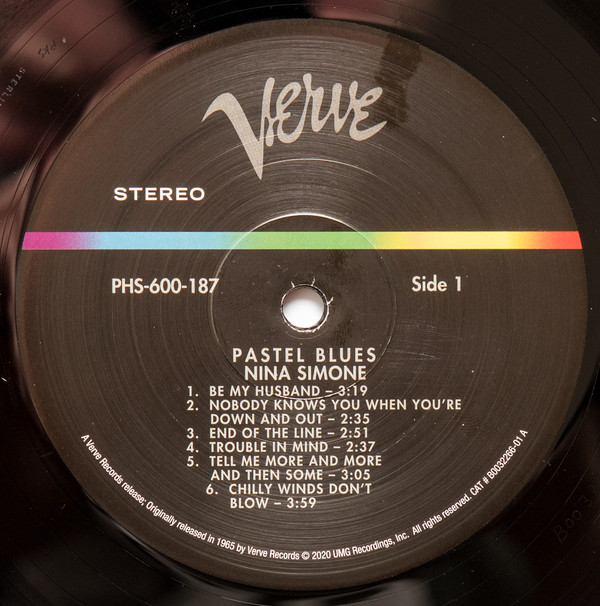 Verve
STEREO
PHS-600-187
Side 1
PASTEL BLUES
NINA SIMONE
1. BE MY HUSBAND – 3:19
2. NOBODY KNOWS YOU WHEN YOU'RE
DOWN AND OUT – 2:35
3. END OF THE LINE – 2:51
4. TROUBLE IN MIND – 2:37
5. TELL ME MORE AND MORE
AND THEN SOME – 3:05
6. CHILLY WINDS DON'T
BLOW – 3:59
A Verve Records release; Originally released in 1965 by Verve Records © 2020 UMG Recordings, Inc. All rights reserved. CAT # B0032266-01 A